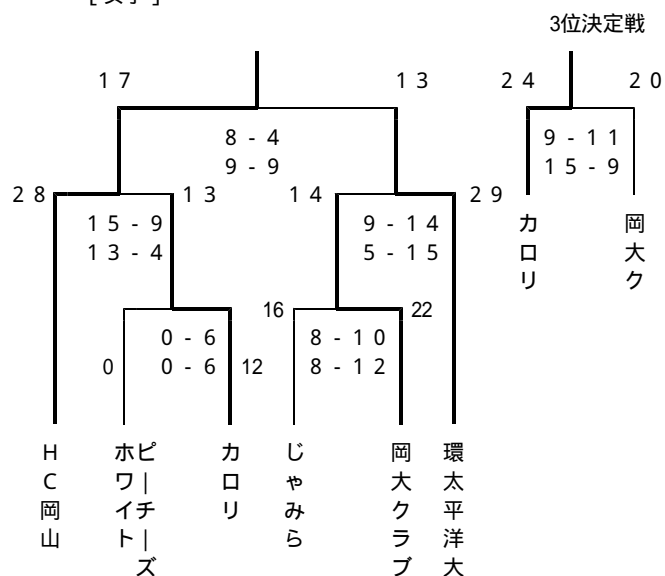 3位決定戦
17 13 24 20
8 - 4 9 - 11
9 - 9 15 - 9
28 13 14 29
15 - 9 9 - 14
13 - 4 5 - 15
カロリ
岡大ク
16 22
0 - 6 8 - 10
0 0 - 6 12 8 - 12
HC岡山
ホワイト
ピーチーズ
カロリ
じゃみら
岡大クラブ
環太平洋大